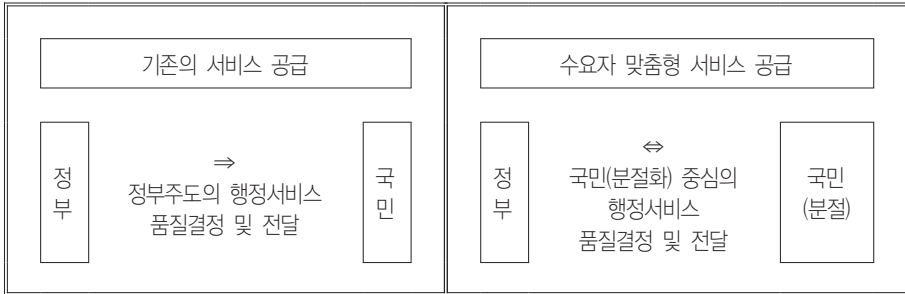 기존의 서비스 공급
정부
⇒
정부주도의 행정서비스
품질결정 및 전달
국민
수요자 맞춤형 서비스 공급
정부
⇔
국민(분절화) 중심의
행정서비스
품질결정 및 전달
국민
(분절)